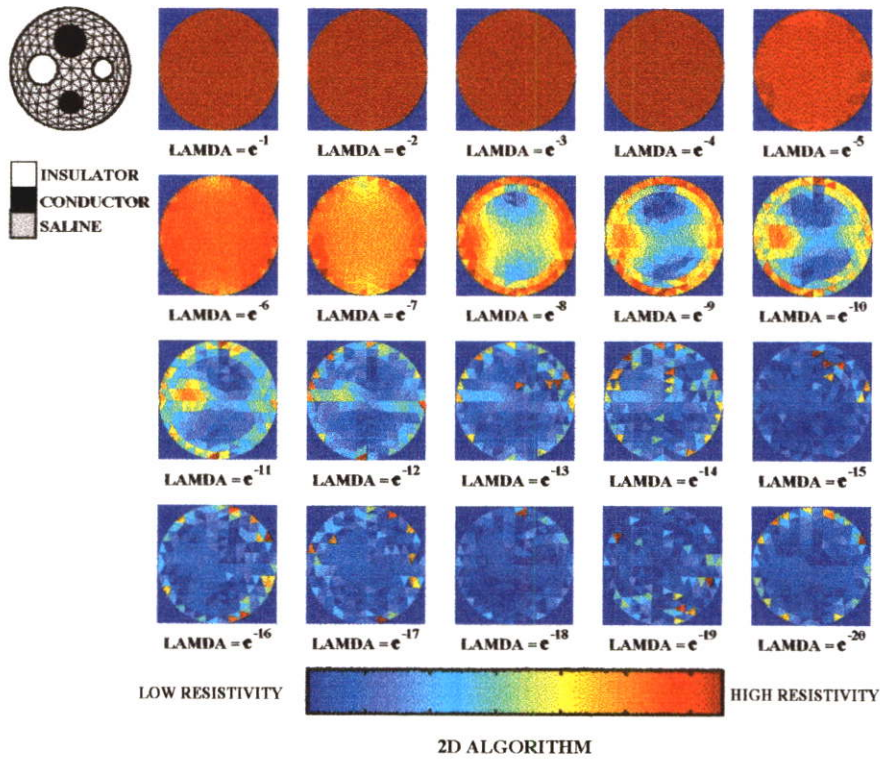 LAMDA = e-1 LAMDA = e-2 LAMDA = e-3 LAMDA = e-4 LAMDA = e-5
INSULATOR
CONDUCTOR
SALINE
LAMDA = e-6 LAMDA = e-7 LAMDA = e-8 LAMDA = e-9 LAMDA = e-10
LAMDA = e-11 LAMDA = e-12 LAMDA = e-13 LAMDA = e-14 LAMDA = e-15
LAMDA = e-16 LAMDA = e-17 LAMDA = e-18 LAMDA = e-19 LAMDA = e-20
LOW RESISTIVITY HIGH RESISTIVITY
2D ALGORITHM